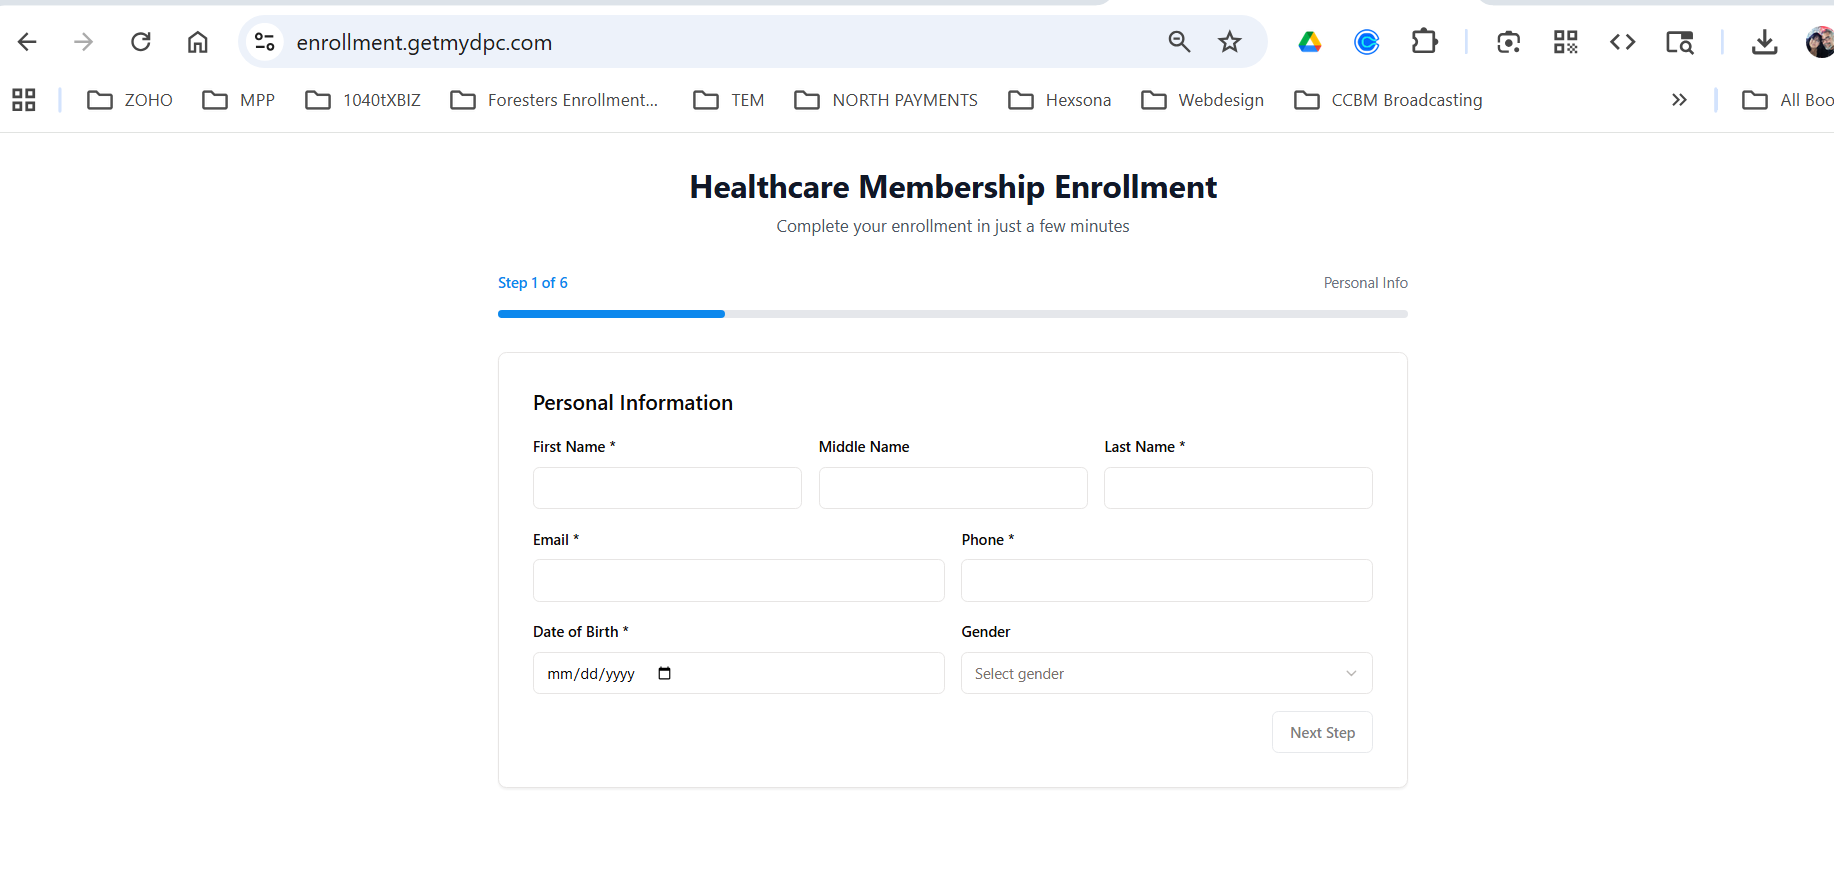 enrollment.getmydpc.com
ZOHO MPP 1040tXBIZ Foresters Enrollment... TEM NORTH PAYMENTS Hexsona Webdesign CCBM Broadcasting All Boo
Healthcare Membership Enrollment
Complete your enrollment in just a few minutes
Step 1 of 6 Personal Info
Personal Information
First Name * Middle Name Last Name *
Email * Phone *
Date of Birth * Gender
mm/dd/yyyy Select gender
Next Step